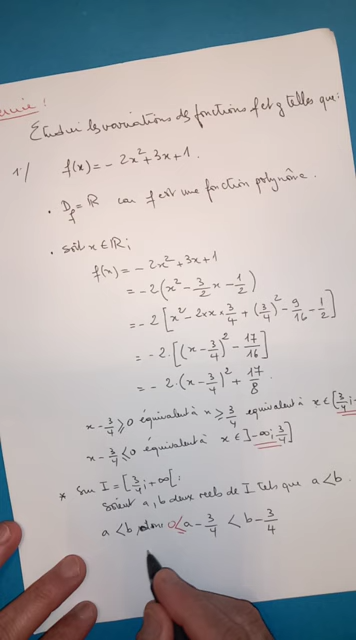 Étudier les variations des fonctions f et g telles que:
1°/ f(x) = - 2x² + 3x + 1.
• D_f = ℝ car f est une fonction polynôme.
• soit x ∈ ℝ;
f(x) = - 2x² + 3x + 1
= - 2(x² - 3/2 x - 1/2)
= - 2[x² - 2 × x × 3/4 + (3/4)² - 9/16 - 1/2]
= - 2.[(x - 3/4)² - 17/16]
= - 2.(x - 3/4)² + 17/8.
x - 3/4 ≥ 0 équivalent à x ≥ 3/4 équivalent à x ∈ [3/4; -
x - 3/4 ≤ 0 équivalent à x ∈ ]-∞; 3/4]
* Sur I = [3/4; +∞[:
soient a, b deux réels de I tels que a < b.
a < b, donc 0 ≤ a - 3/4 < b - 3/4